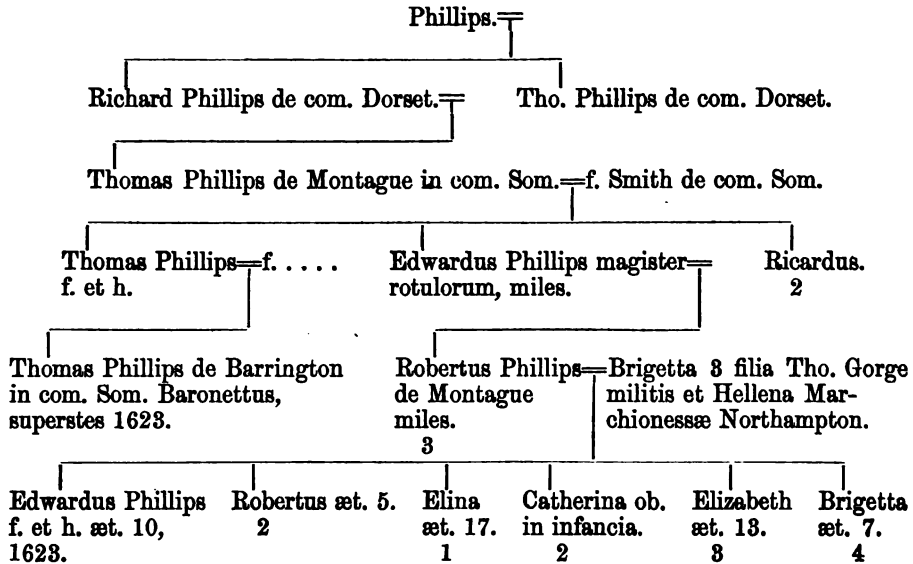 Phillips.=
Richard Phillips de com. Dorset.= Tho. Phillips de com. Dorset.
Thomas Phillips de Montague in com. Som.=f. Smith de com. Som.
Thomas Phillips=f. . . . . Edwardus Phillips magister= Ricardus.
f. et h. rotulorum, miles. 2
Thomas Phillips de Barrington Robertus Phillips=Brigetta 3 filia Tho. Gorge
in com. Som. Baronettus, de Montague militis et Hellena Mar-
superstes 1623. miles. chionessæ Northampton.
3
Edwardus Phillips Robertus æt. 5. Elina Catherina ob. Elizabeth Brigetta
f. et h. æt. 10, 2 æt. 17. in infancia. æt. 13. æt. 7.
1623. 1 2 3 4